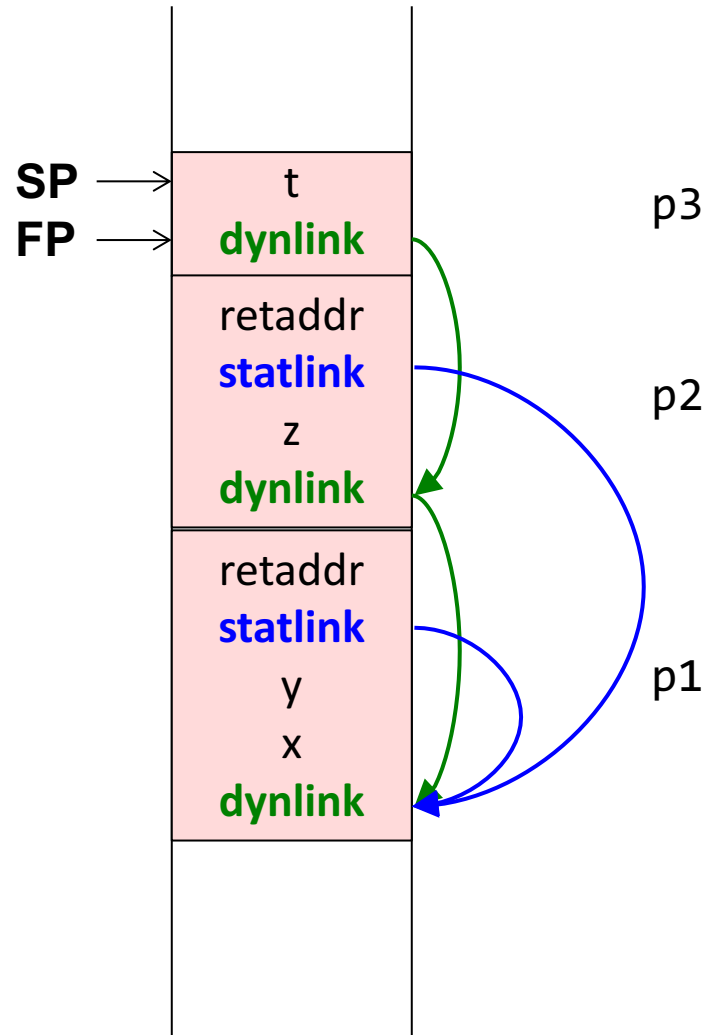 SP
t
p3
FP
dynlink
retaddr
statlink
p2
z
dynlink
retaddr
statlink
p1
y
x
dynlink